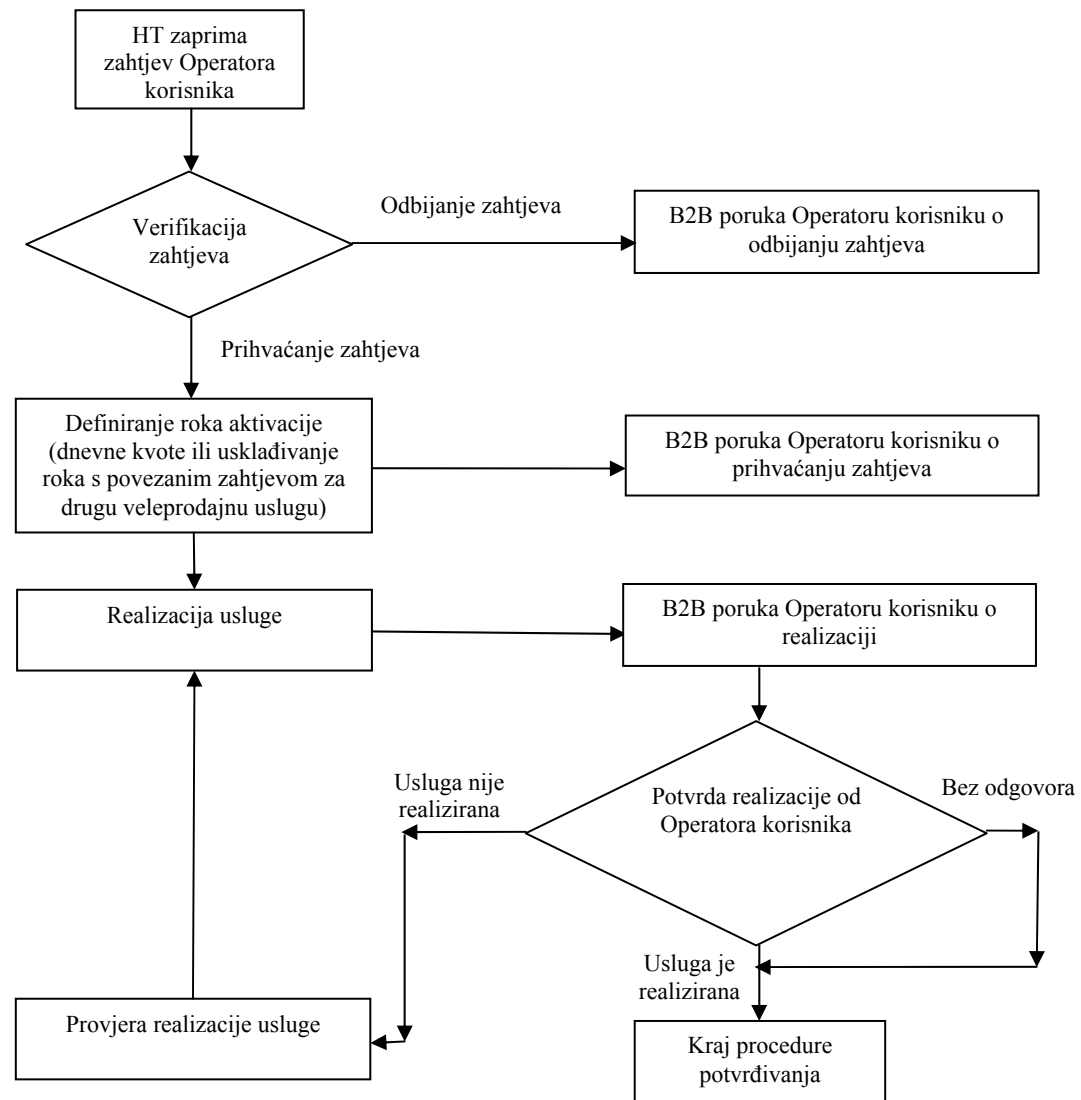 HT zaprima
zahtjev Operatora
korisnika
Verifikacija
zahtjeva
Odbijanje zahtjeva
B2B poruka Operatoru korisniku o
odbijanju zahtjeva
Prihvaćanje zahtjeva
Definiranje roka aktivacije
(dnevne kvote ili usklađivanje
roka s povezanim zahtjevom za
drugu veleprodajnu uslugu)
B2B poruka Operatoru korisniku o
prihvaćanju zahtjeva
Realizacija usluge
B2B poruka Operatoru korisniku o
realizaciji
Usluga nije
realizirana
Potvrda realizacije od
Operatora korisnika
Bez odgovora
Usluga je
realizirana
Provjera realizacije usluge
Kraj procedure
potvrđivanja